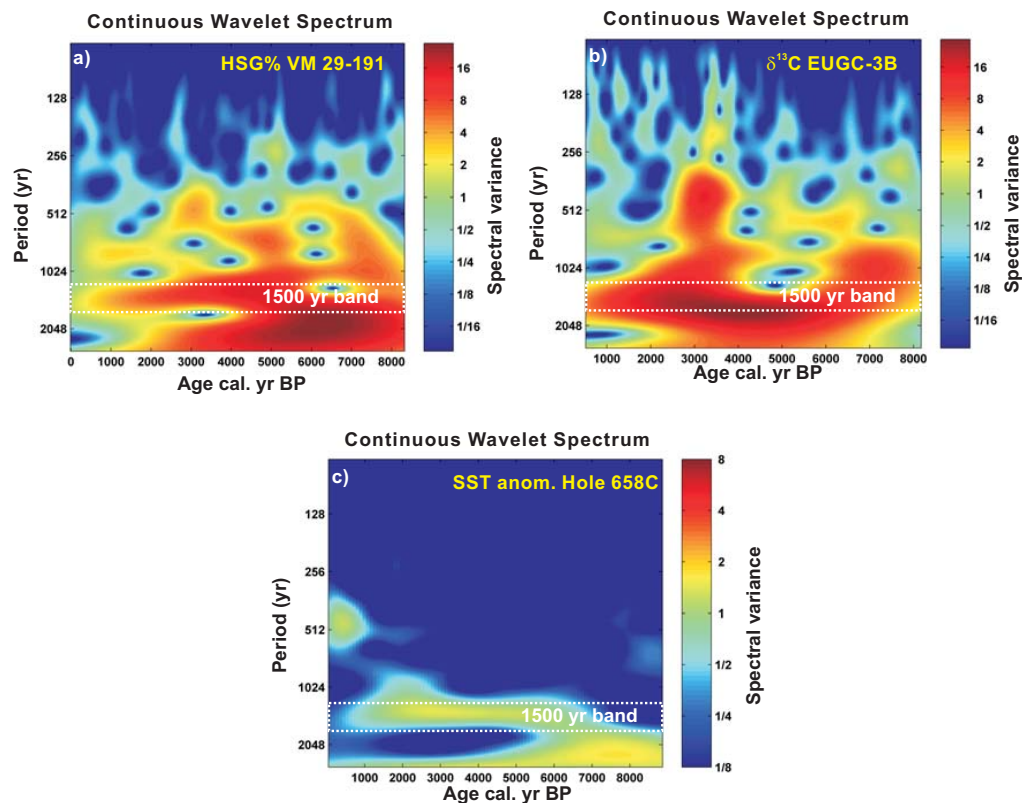 Continuous Wavelet Spectrum
a)
HSG% VM 29-191
Period (yr)
128
256
512
1024
2048
1500 yr band
0 1000 2000 3000 4000 5000 6000 7000 8000
Age cal. yr BP
16
8
4
2
1
1/2
1/4
1/8
1/16
Spectral variance
Continuous Wavelet Spectrum
b)
δ¹³C EUGC-3B
Period (yr)
128
256
512
1024
2048
1500 yr band
1000 2000 3000 4000 5000 6000 7000 8000
Age cal. yr BP
16
8
4
2
1
1/2
1/4
1/8
1/16
Spectral variance
Continuous Wavelet Spectrum
c)
SST anom. Hole 658C
Period (yr)
128
256
512
1024
2048
1500 yr band
1000 2000 3000 4000 5000 6000 7000 8000
Age cal. yr BP
8
4
2
1
1/2
1/4
1/8
Spectral variance